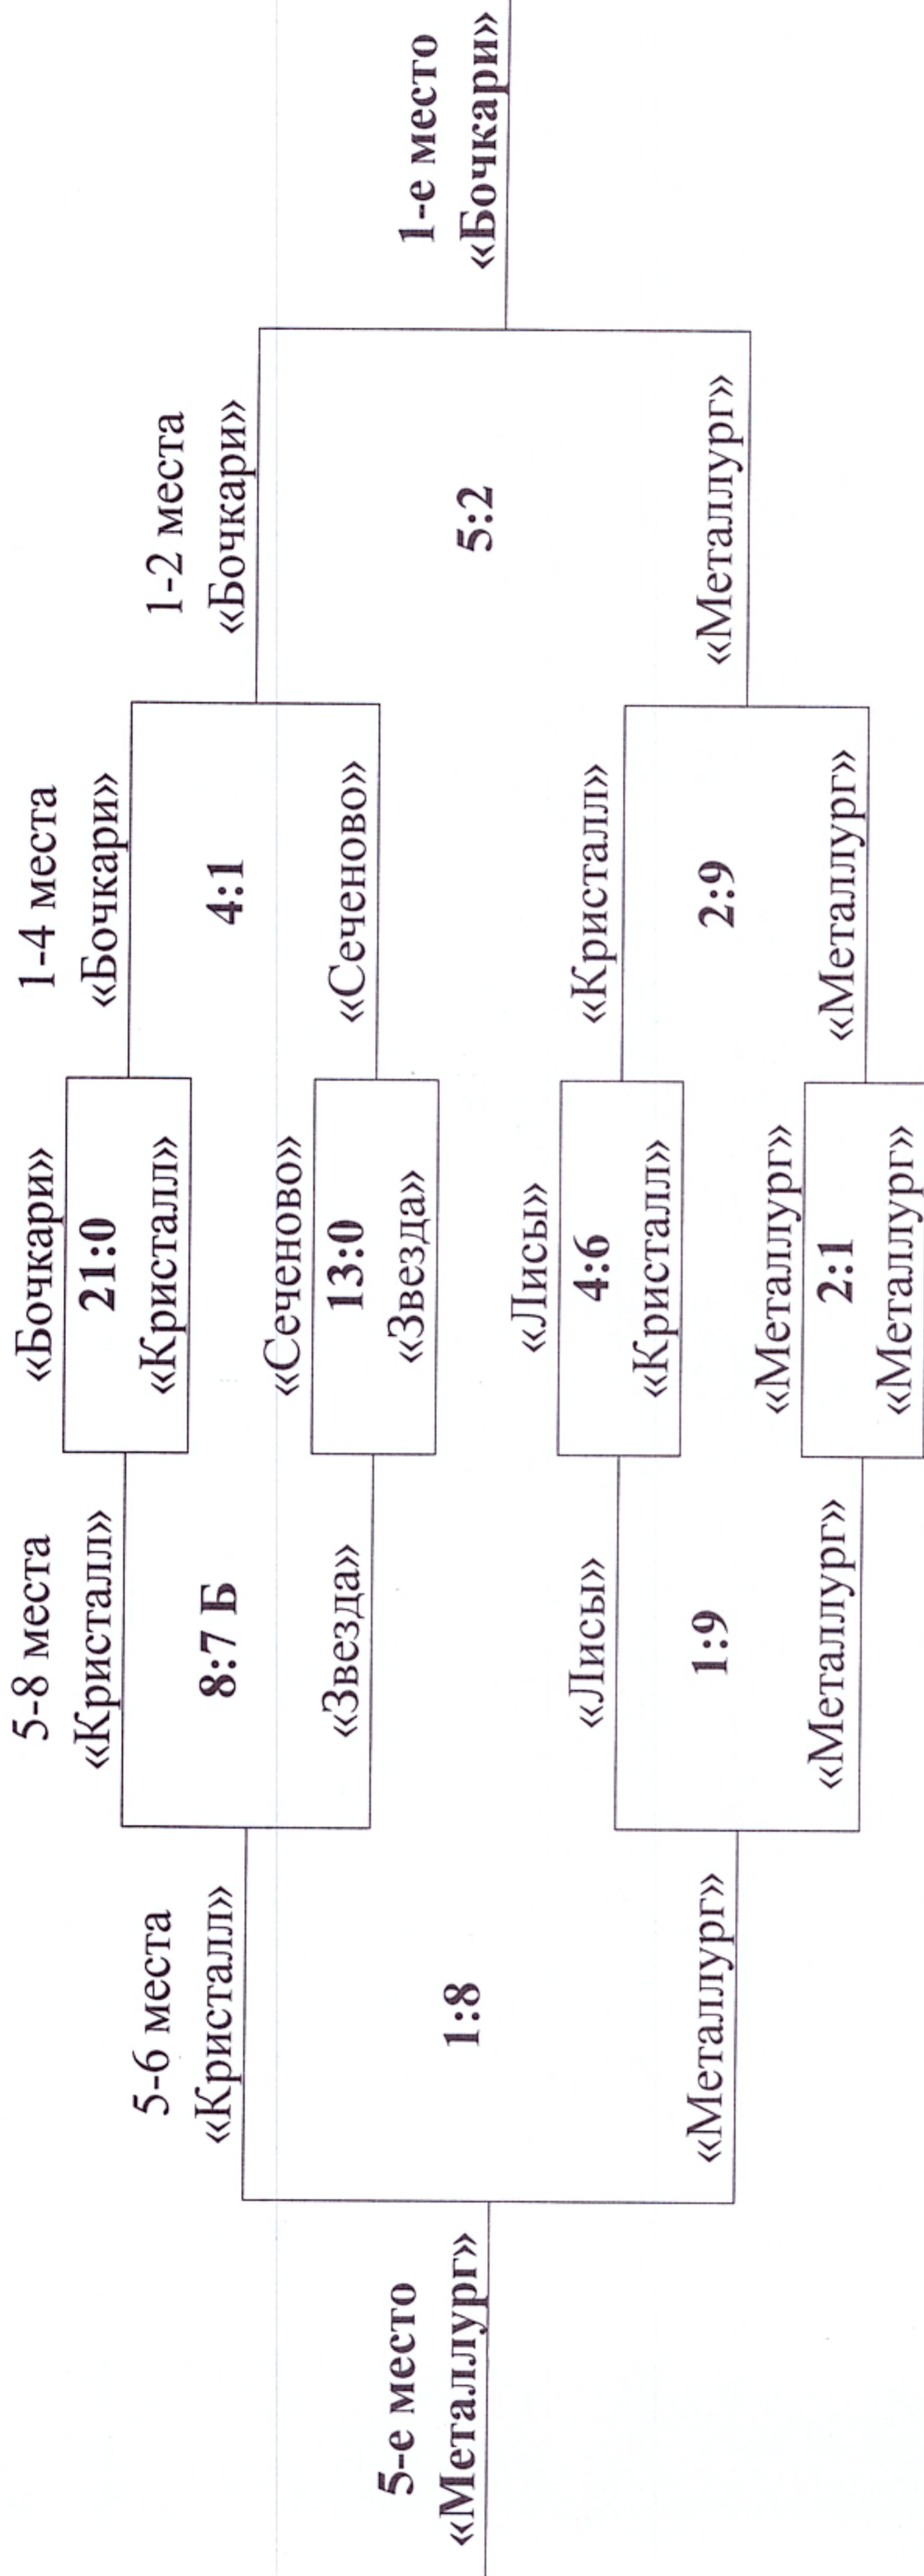 5-8 места
1-4 места
«Бочкари»
«Кристалл»
21:0
«Бочкари»
5-6 места
1-2 места
«Кристалл»
8:7 Б
«Кристалл»
4:1
«Бочкари»
«Сеченово»
«Звезда»
13:0
«Сеченово»
«Звезда»
5-е место
1-е место
«Металлург»
1:8
5:2
«Бочкари»
«Лисы»
«Лисы»
4:6
«Кристалл»
«Кристалл»
1:9
2:9
«Металлург»
«Металлург»
«Металлург»
«Металлург»
2:1
«Металлург»
«Металлург»